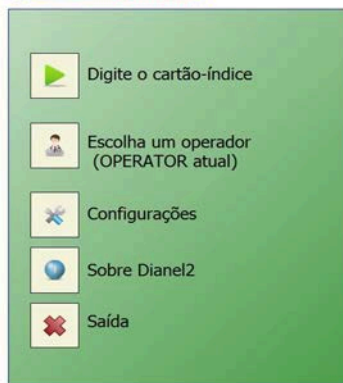 Digite o cartão-índice
Escolha um operador
(OPERATOR atual)
Configurações
Sobre Dianel2
Saída